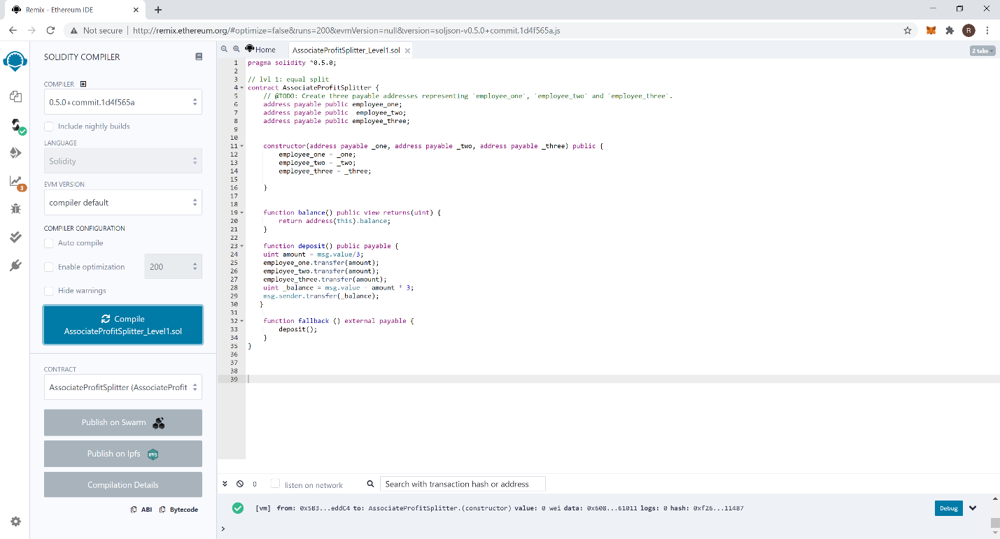 Remix - Ethereum IDE
Not secure | http://remix.ethereum.org/#optimize=false&runs=200&evmVersion=null&version=soljson-v0.5.0+commit.1d4f565a.js
R
SOLIDITY COMPILER
COMPILER
0.5.0+commit.1d4f565a
Include nightly builds
LANGUAGE
Solidity
EVM VERSION
compiler default
COMPILER CONFIGURATION
Auto compile
Enable optimization
200
Hide warnings
Compile
AssociateProfitSplitter_Level1.sol
CONTRACT
AssociateProfitSplitter (AssociateProfit
Publish on Swarm
Publish on Ipfs
IPFS
Compilation Details
ABI
Bytecode
3
Home
AssociateProfitSplitter_Level1.sol
2 tabs
1 pragma solidity ^0.5.0;
2
3 // lvl 1: equal split
4 contract AssociateProfitSplitter {
5 // @TODO: Create three payable addresses representing `employee_one`, `employee_two` and `employee_three`.
6 address payable public employee_one;
7 address payable public  employee_two;
8 address payable public employee_three;
9
10
11 constructor(address payable _one, address payable _two, address payable _three) public {
12 employee_one = _one;
13 employee_two = _two;
14 employee_three = _three;
15
16 }
17
18
19 function balance() public view returns(uint) {
20 return address(this).balance;
21 }
22
23 function deposit() public payable {
24 uint amount = msg.value/3;
25 employee_one.transfer(amount);
26 employee_two.transfer(amount);
27 employee_three.transfer(amount);
28 uint _balance = msg.value - amount * 3;
29 msg.sender.transfer(_balance);
30 }
31
32 function fallback () external payable {
33 deposit();
34 }
35 }
36
37
38
39
0
listen on network
Search with transaction hash or address
[vm] from: 0x5B3...eddC4 to: AssociateProfitSplitter.(constructor) value: 0 wei data: 0x608...61011 logs: 0 hash: 0xf26...11487
Debug
>